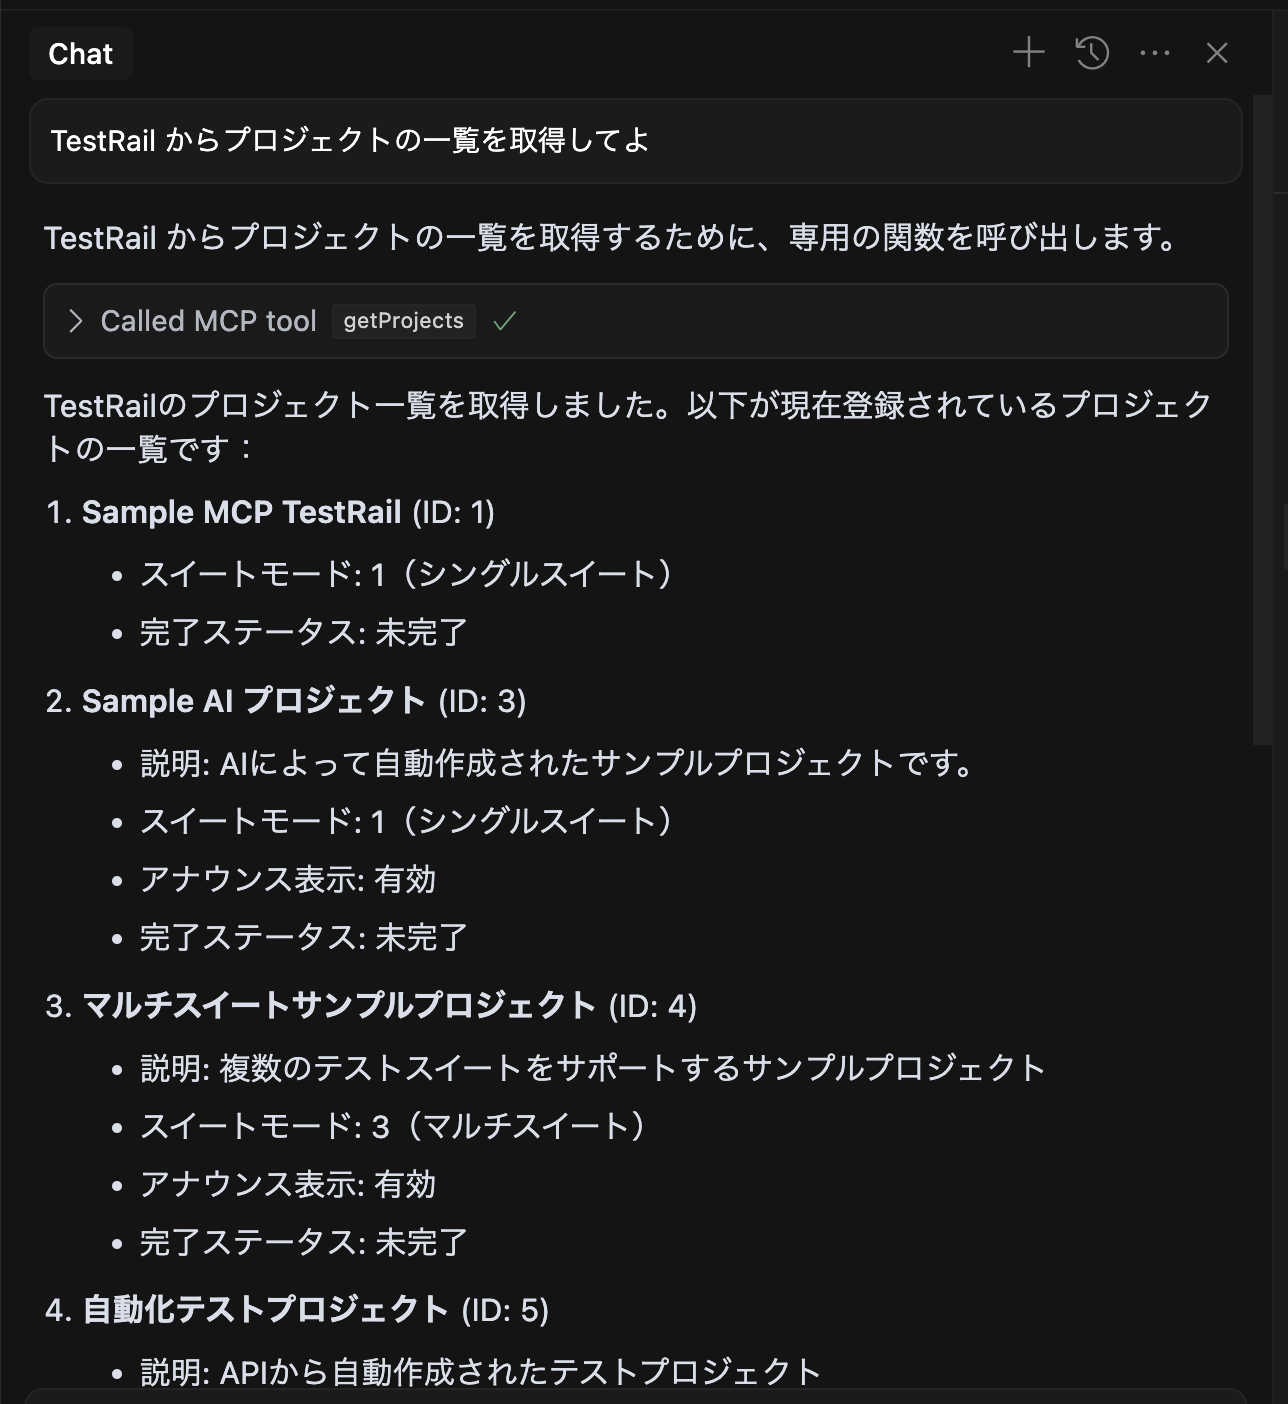 Chat
TestRail からプロジェクトの一覧を取得してよ
TestRail からプロジェクトの一覧を取得するために、専用の関数を呼び出します。
Called MCP tool getProjects
TestRailのプロジェクト一覧を取得しました。以下が現在登録されているプロジェク
トの一覧です：
1. Sample MCP TestRail (ID: 1)
• スイートモード: 1（シングルスイート）
• 完了ステータス: 未完了
2. Sample AI プロジェクト (ID: 3)
• 説明: AIによって自動作成されたサンプルプロジェクトです。
• スイートモード: 1（シングルスイート）
• アナウンス表示: 有効
• 完了ステータス: 未完了
3. マルチスイートサンプルプロジェクト (ID: 4)
• 説明: 複数のテストスイートをサポートするサンプルプロジェクト
• スイートモード: 3（マルチスイート）
• アナウンス表示: 有効
• 完了ステータス: 未完了
4. 自動化テストプロジェクト (ID: 5)
• 説明: APIから自動作成されたテストプロジェクト